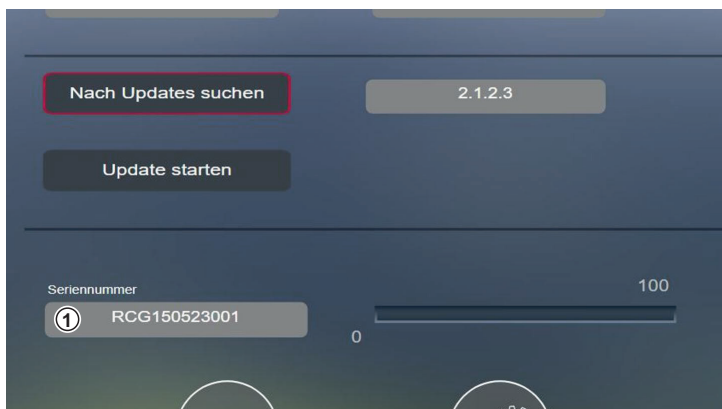 Nach Updates suchen
2.1.2.3
Update starten
Seriennummer
100
1 RCG150523001
0